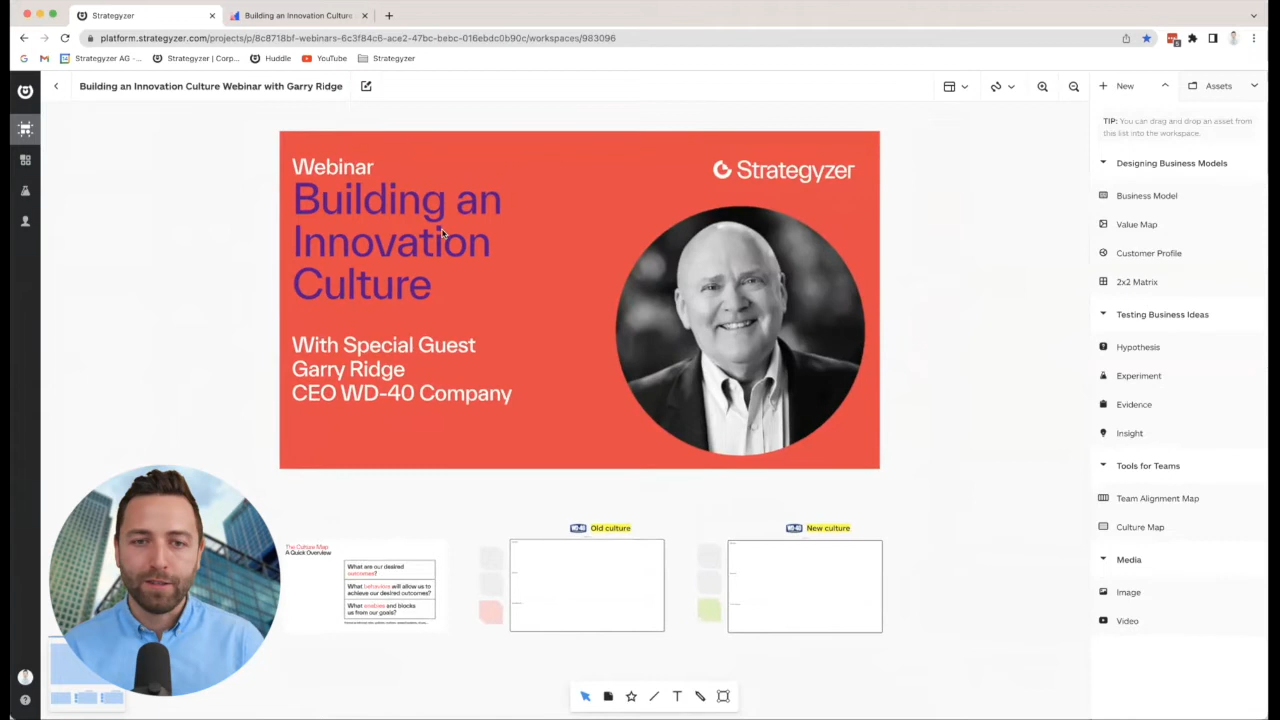 Strategyzer
Building an Innovation Culture
platform.strategyzer.com/projects/p/8c8718bf-webinars-6c3f84c6-ace2-47bc-bebc-016ebdc0b90c/workspaces/983096
Strategyzer AG -...
Strategyzer | Corp...
Huddle
YouTube
Strategyzer
Building an Innovation Culture Webinar with Garry Ridge
New
Assets
TIP: You can drag and drop an asset from
this list into the workspace.
Designing Business Models
Business Model
Value Map
Customer Profile
2x2 Matrix
Testing Business Ideas
Hypothesis
Experiment
Evidence
Insight
Tools for Teams
Team Alignment Map
Culture Map
Media
Image
Video
Webinar
Building an
Innovation
Culture
Strategyzer
With Special Guest
Garry Ridge
CEO WD-40 Company
The Culture Map
A Quick Overview
What are our desired
outcomes?
What behaviors will allow us to
achieve our desired outcomes?
What enables and blocks
us from our goals?
WD-40
Old culture
WD-40
New culture